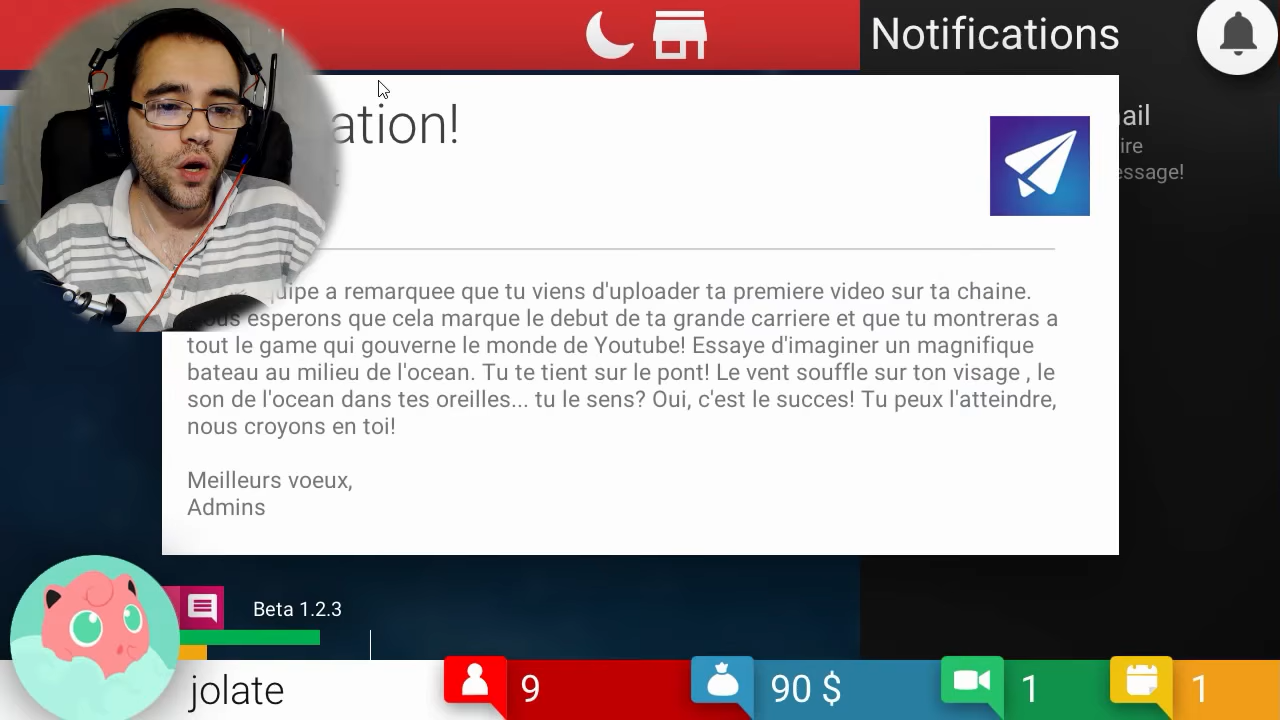 Notifications
ation!
ail
ire
essage!
uipe a remarquee que tu viens d'uploader ta premiere video sur ta chaine.
ous esperons que cela marque le debut de ta grande carriere et que tu montreras a
tout le game qui gouverne le monde de Youtube! Essaye d'imaginer un magnifique
bateau au milieu de l'ocean. Tu te tient sur le pont! Le vent souffle sur ton visage , le
son de l'ocean dans tes oreilles... tu le sens? Oui, c'est le succes! Tu peux l'atteindre,
nous croyons en toi!
Meilleurs voeux,
Admins
Beta 1.2.3
jolate
9
90 $
1
1